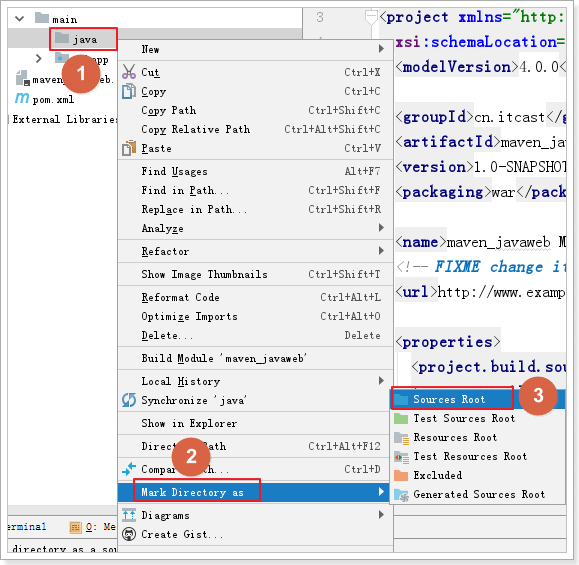 main
java
1
app
maven
b.
pom.xml
External Libraries
New
Cut Ctrl+X
Copy Ctrl+C
Copy Path Ctrl+Shift+C
Copy Relative Path Ctrl+Alt+Shift+C
Paste Ctrl+V
Find Usages Alt+F7
Find in Path... Ctrl+Shift+F
Replace in Path... Ctrl+Shift+R
Analyze
Refactor
Show Image Thumbnails Ctrl+Shift+T
Reformat Code Ctrl+Alt+L
Optimize Imports Ctrl+Alt+O
Delete... Delete
Build Module 'maven_javaweb'
Local History
Synchronize 'java'
Show in Explorer
Direct Path Ctrl+Alt+F12
2
Compar ... Ctrl+D
Mark Directory as
Diagrams
Create Gist...
3
<project xmlns="http:
4
xsi:schemaLocation=
<modelVersion>4.0.0<
<groupId>cn.itcast</g
<artifactId>maven_jav
<version>1.0-SNAPSHOT
<packaging>war</pack
<name>maven_javaweb M
<!-- FIXME change it
<url>http://www.examp
<properties>
<project.build.sou
Sources Root
3
Test Sources Root
Resources Root
Test Resources Root
Excluded
Generated Sources Root
erminal 0: Me
directory as a sou